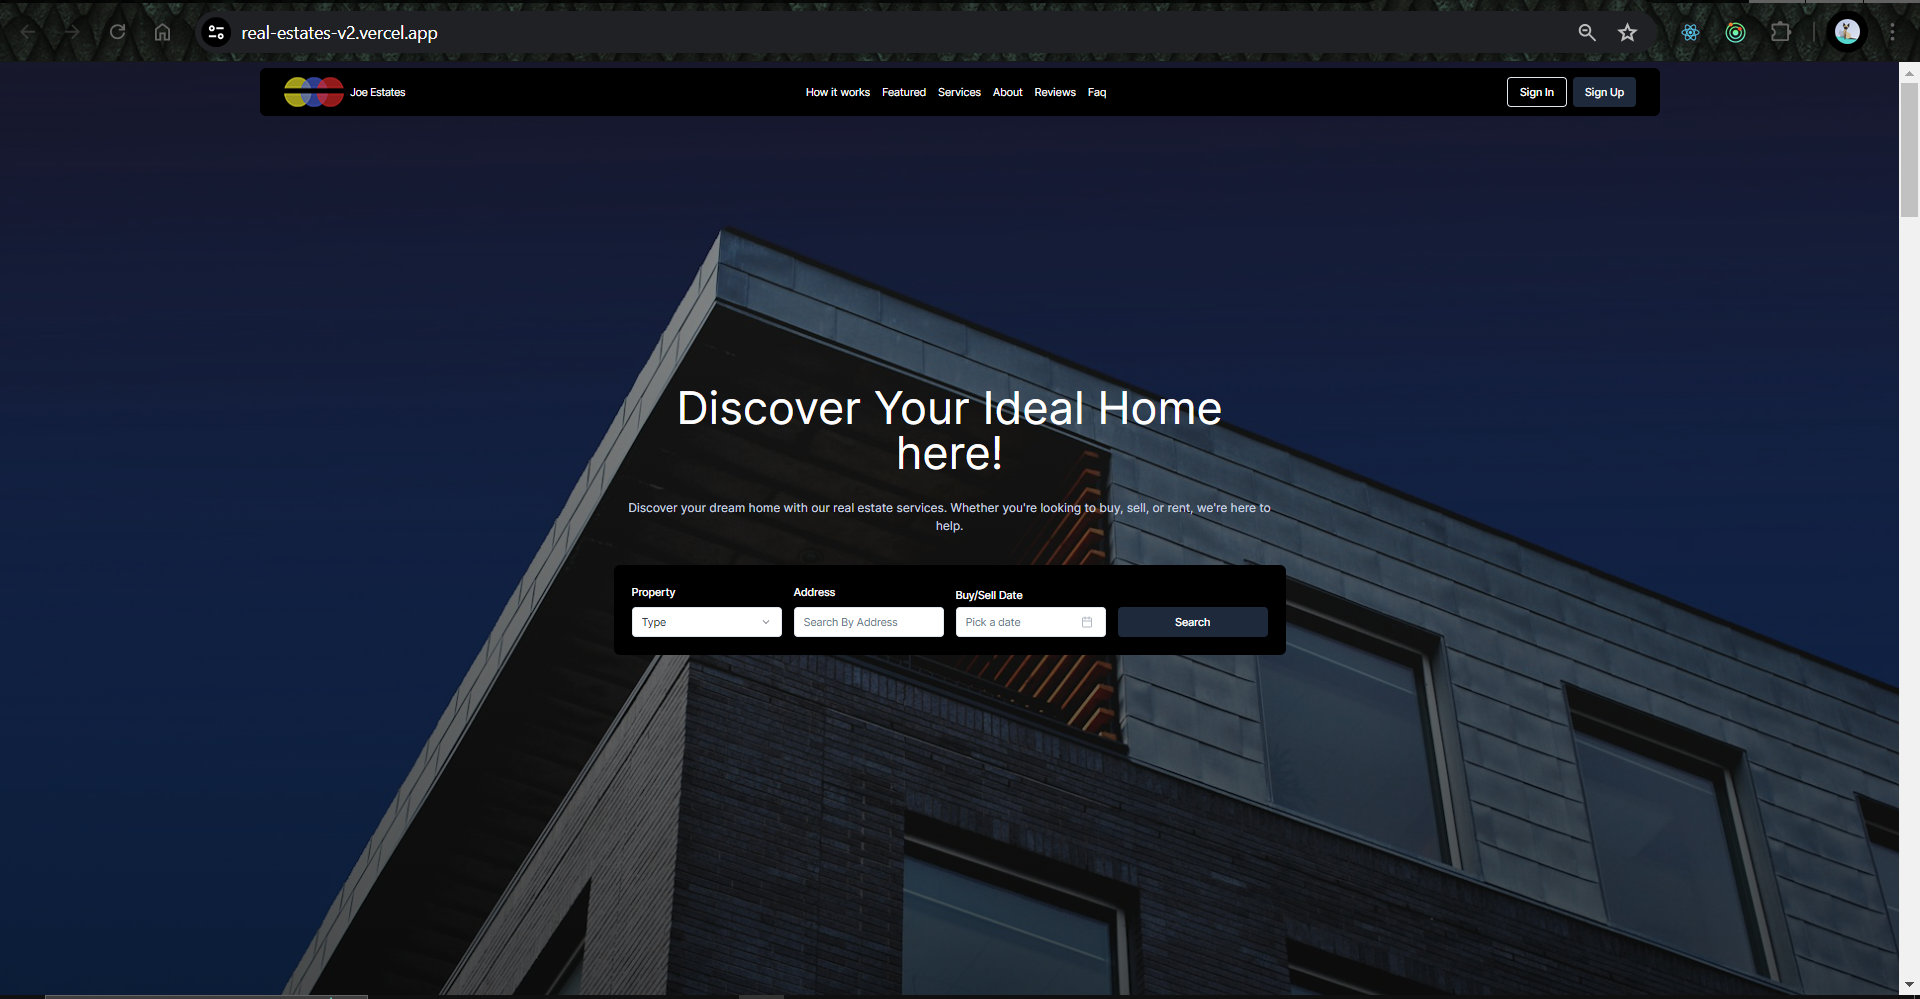 real-estates-v2.vercel.app
Joe Estates
How it works Featured Services About Reviews Faq
Sign In Sign Up
Discover Your Ideal Home
here!
Discover your dream home with our real estate services. Whether you're looking to buy, sell, or rent, we're here to
help.
Property Address Buy/Sell Date
Type Search By Address Pick a date Search